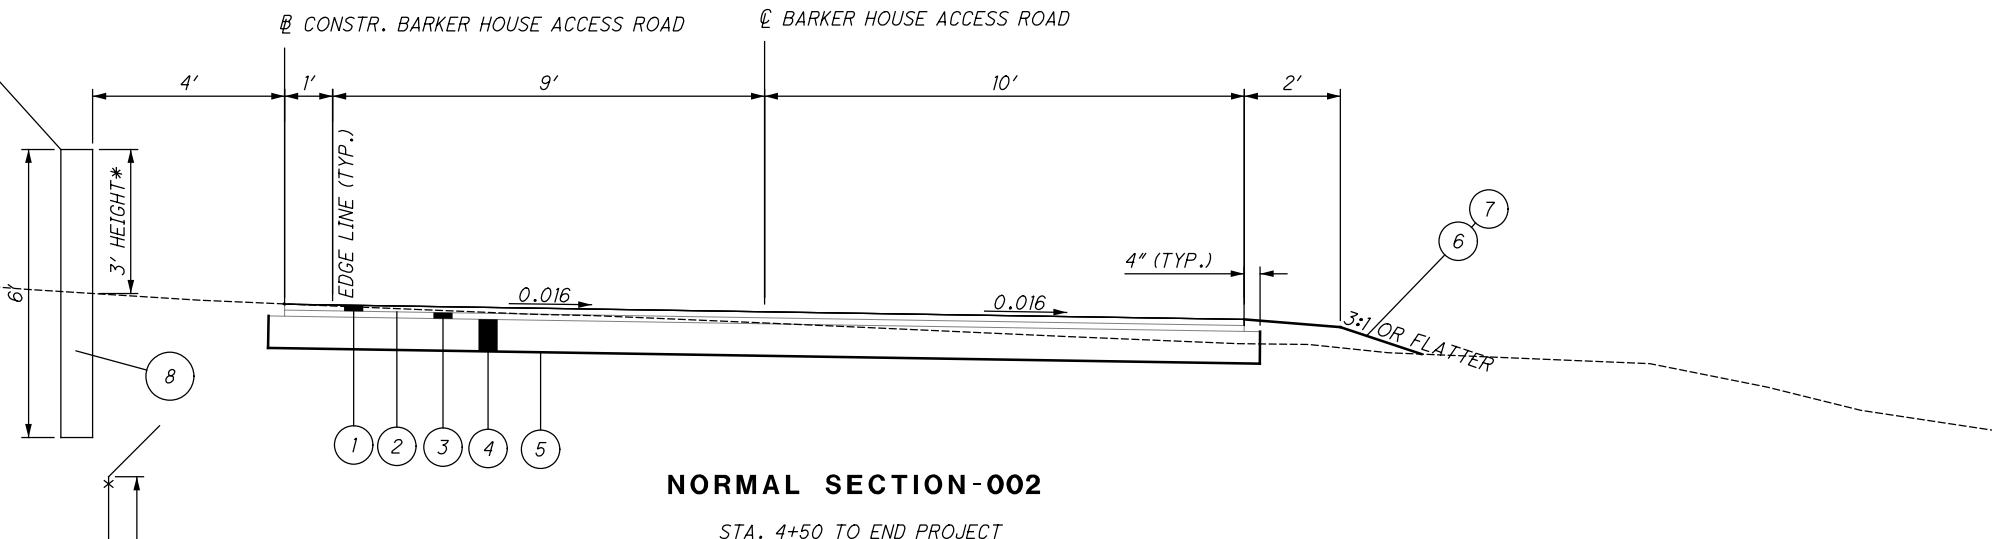 ℄ BARKER HOUSE ACCESS ROAD
CONSTR. BARKER HOUSE ACCESS ROAD
4' 1' 9' 10' 2'
EDGE LINE (TYP.)
3' HEIGHT*
6'
7
6
4" (TYP.)
0.016
0.016
3:1 OR FLATTER
8
1 2 3 4 5
NORMAL SECTION-002
STA. 4+50 TO END PROJECT